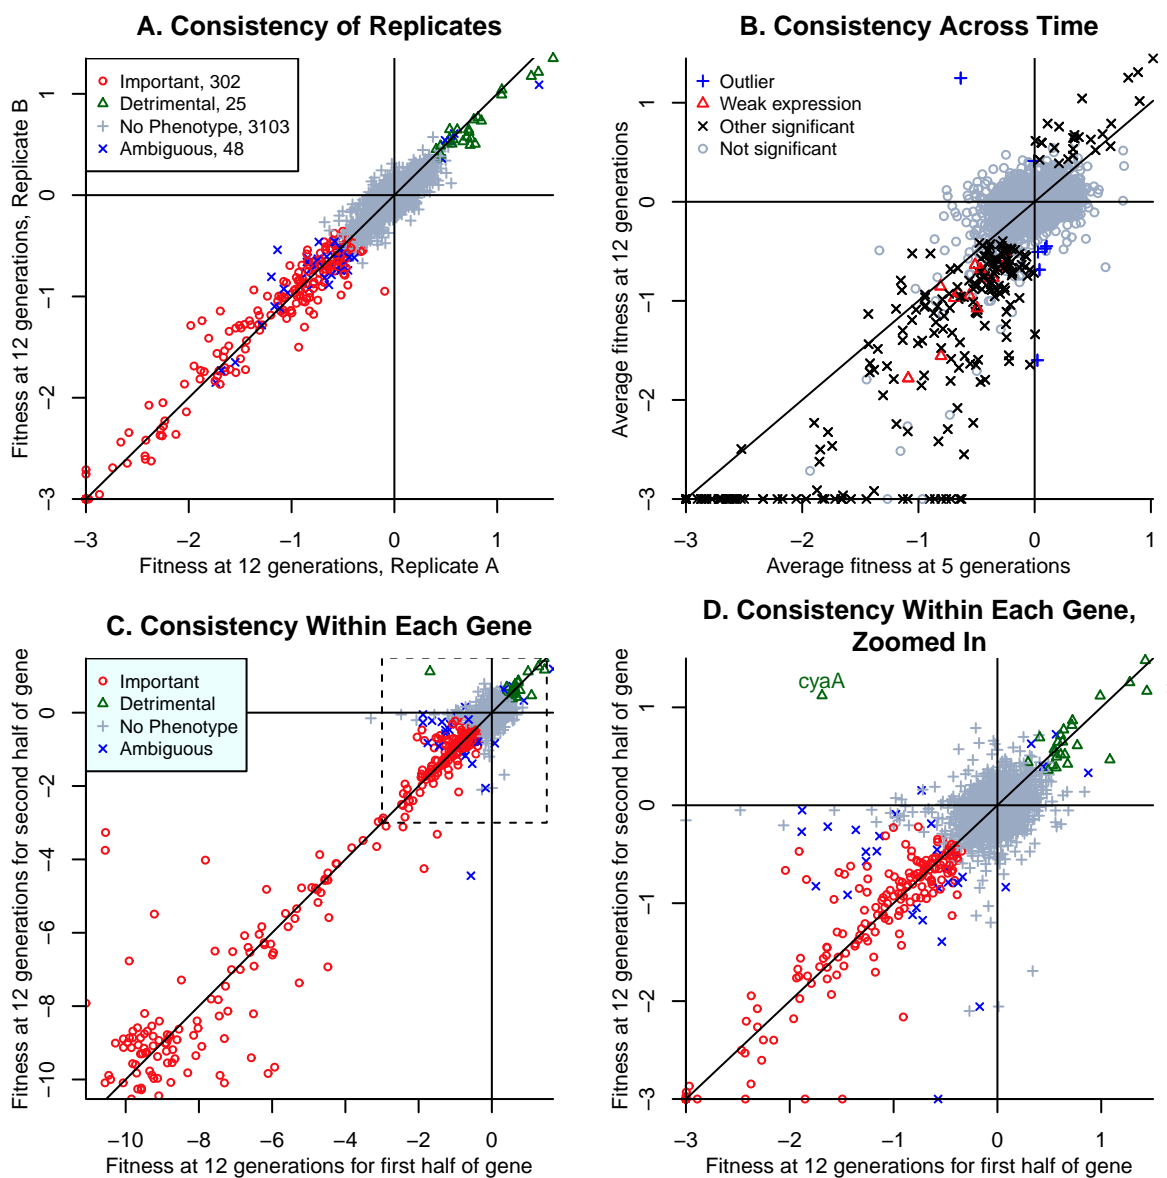 A. Consistency of Replicates
Fitness at 12 generations, Replicate B
Important, 302
Detrimental, 25
No Phenotype, 3103
Ambiguous, 48
1
0
−1
−2
−3
−3
−2
−1
0
1
Fitness at 12 generations, Replicate A
B. Consistency Across Time
Average fitness at 12 generations
Outlier
Weak expression
Other significant
Not significant
1
0
−1
−2
−3
−3
−2
−1
0
1
Average fitness at 5 generations
C. Consistency Within Each Gene
Fitness at 12 generations for second half of gene
Important
Detrimental
No Phenotype
Ambiguous
0
−2
−4
−6
−8
−10
−10
−8
−6
−4
−2
0
Fitness at 12 generations for first half of gene
D. Consistency Within Each Gene,
Zoomed In
Fitness at 12 generations for second half of gene
cyaA
1
0
−1
−2
−3
−3
−2
−1
0
1
Fitness at 12 generations for first half of gene